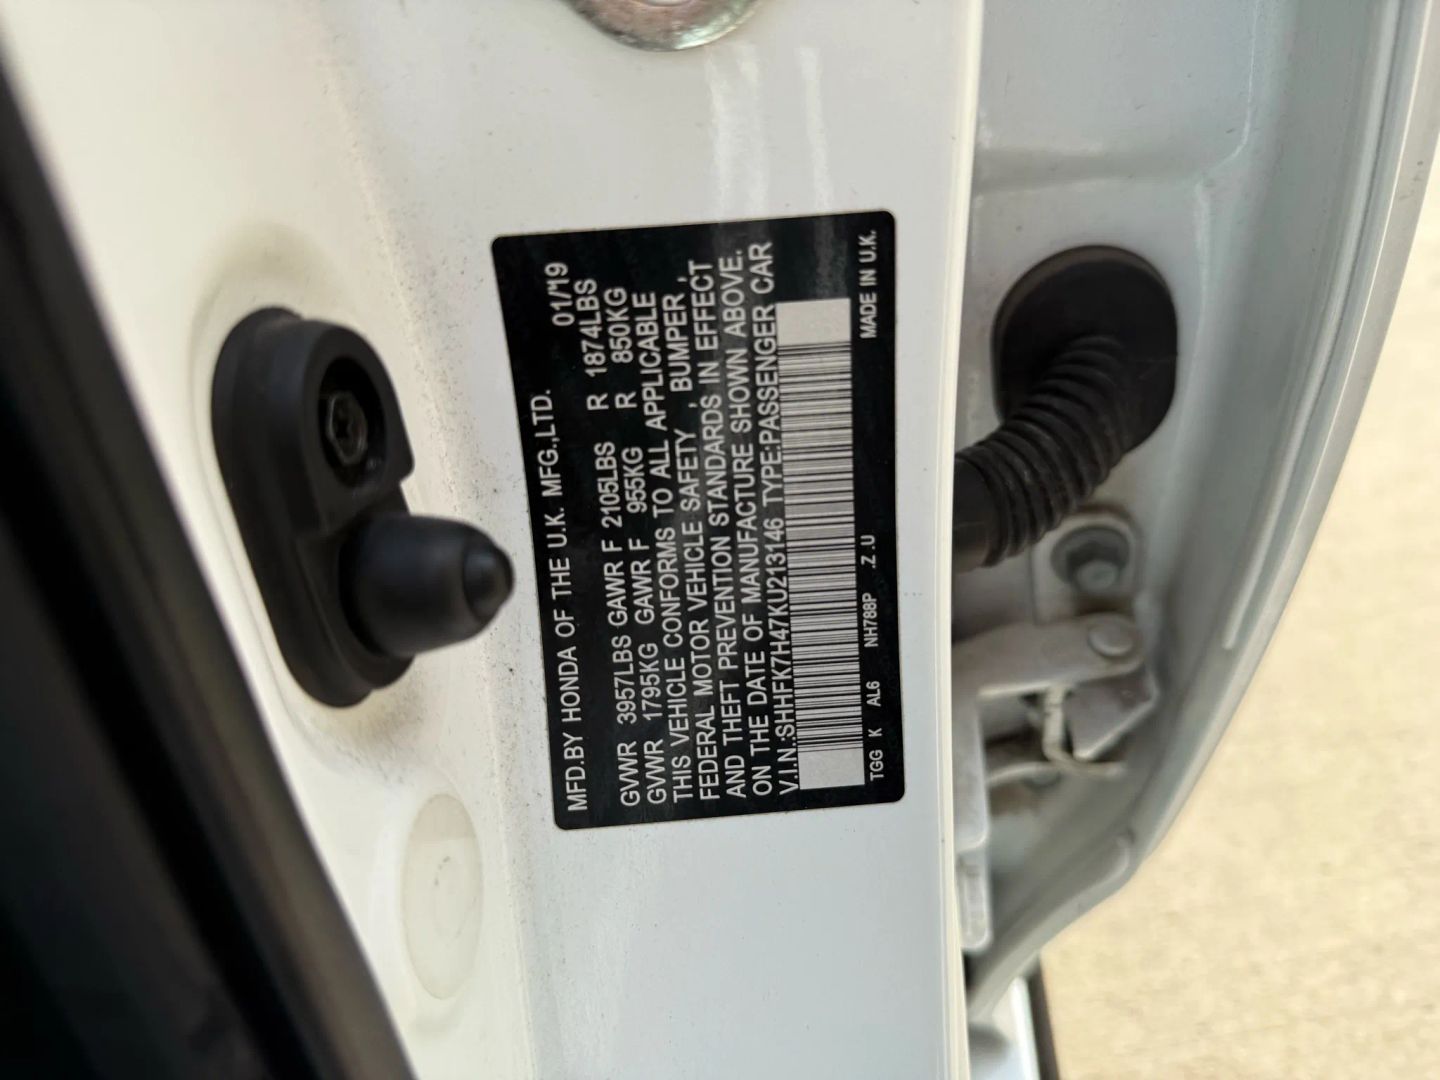 MFD.BY HONDA OF THE U.K. MFG.,LTD. 01/19
GVWR 3957LBS GAWR F 2105LBS R 1874LBS
GVWR 1795KG GAWR F 955KG R 850KG
THIS VEHICLE CONFORMS TO ALL APPLICABLE
FEDERAL MOTOR VEHICLE SAFETY , BUMPER ,
AND THEFT PREVENTION STANDARDS IN EFFECT
ON THE DATE OF MANUFACTURE SHOWN ABOVE.
V.I.N.:SHHFK7H47KU213146 TYPE:PASSENGER CAR
TGG K AL6 NH788P .Z.U MADE IN U.K.